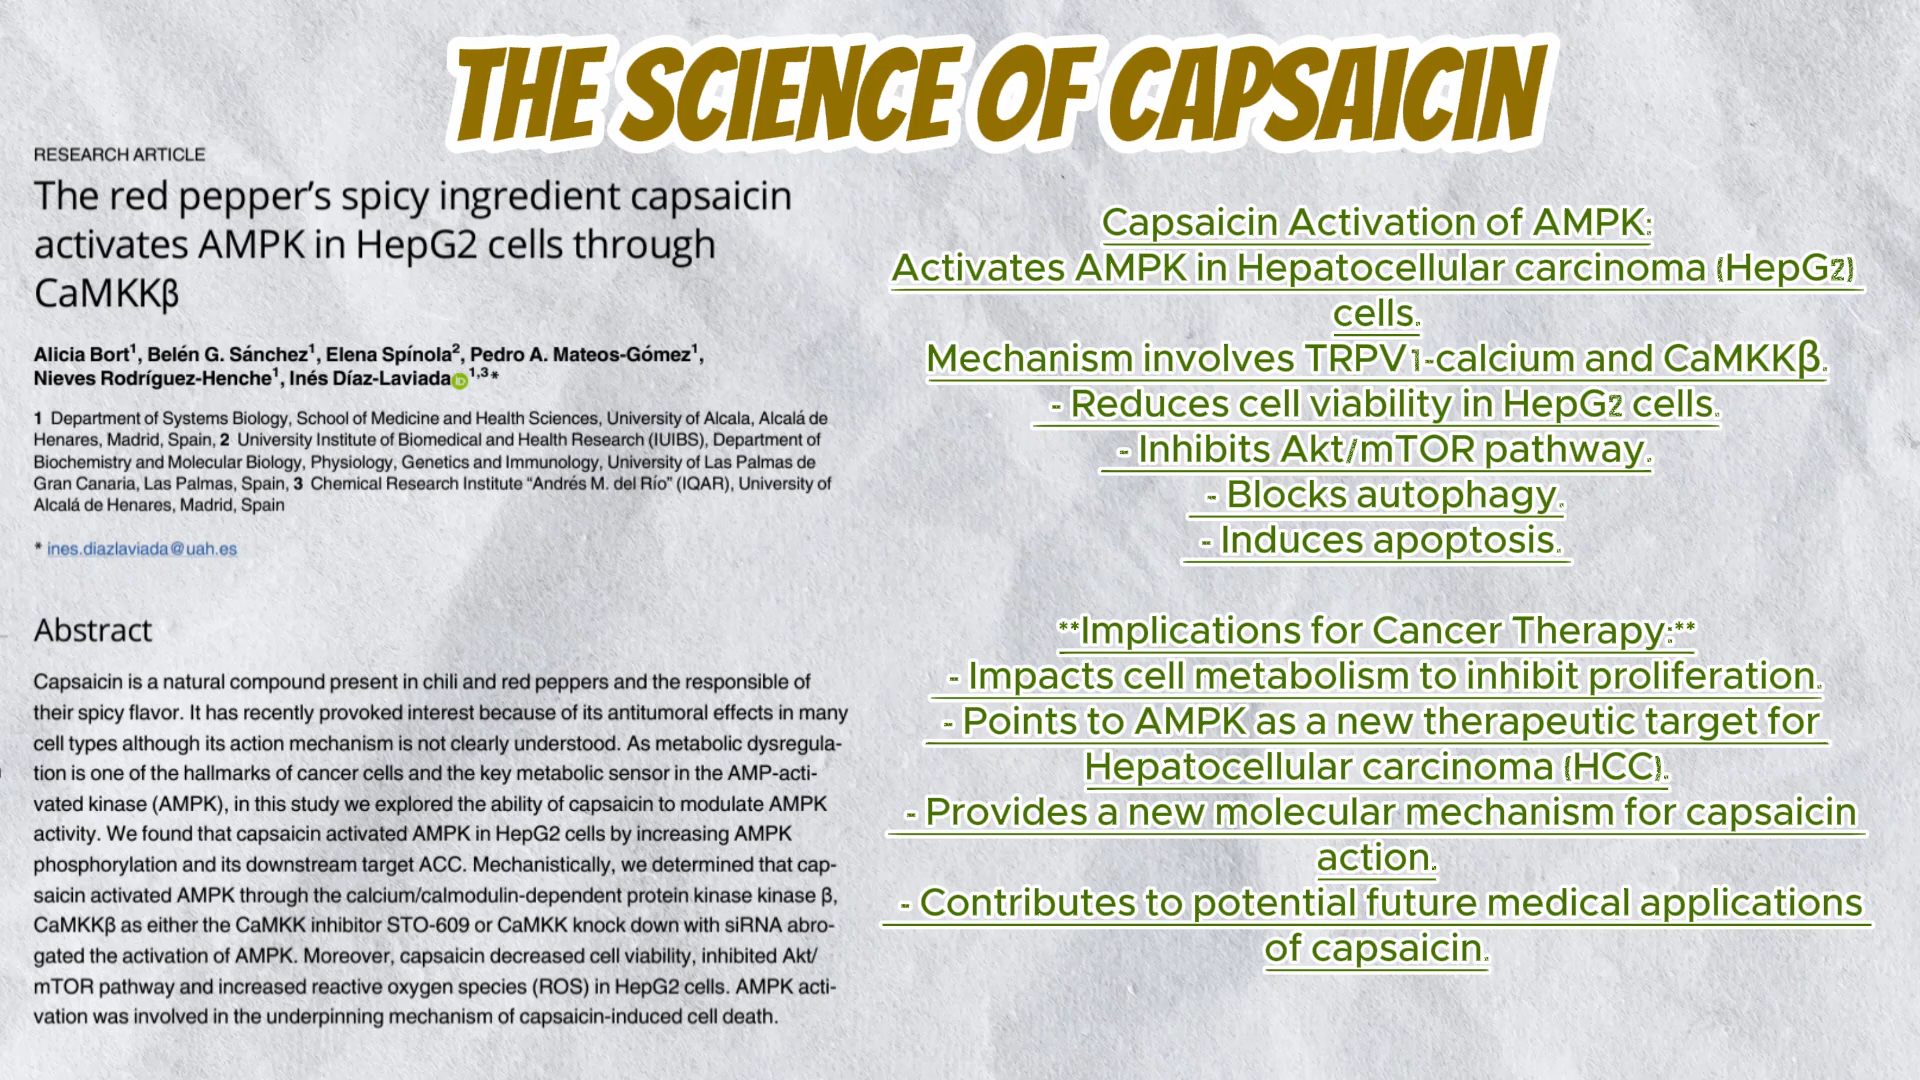 THE SCIENCE OF CAPSAICIN
RESEARCH ARTICLE
The red pepper's spicy ingredient capsaicin
activates AMPK in HepG2 cells through
CaMKKβ
Alicia Bort1, Belén G. Sánchez1, Elena Spínola2, Pedro A. Mateos-Gómez1,
Nieves Rodríguez-Henche1, Inés Díaz-Laviada iD 1,3*
1 Department of Systems Biology, School of Medicine and Health Sciences, University of Alcala, Alcalá de
Henares, Madrid, Spain, 2 University Institute of Biomedical and Health Research (IUIBS), Department of
Biochemistry and Molecular Biology, Physiology, Genetics and Immunology, University of Las Palmas de
Gran Canaria, Las Palmas, Spain, 3 Chemical Research Institute “Andrés M. del Río” (IQAR), University of
Alcalá de Henares, Madrid, Spain
* ines.diazlaviada@uah.es
Abstract
Capsaicin is a natural compound present in chili and red peppers and the responsible of
their spicy flavor. It has recently provoked interest because of its antitumoral effects in many
cell types although its action mechanism is not clearly understood. As metabolic dysregula-
tion is one of the hallmarks of cancer cells and the key metabolic sensor in the AMP-acti-
vated kinase (AMPK), in this study we explored the ability of capsaicin to modulate AMPK
activity. We found that capsaicin activated AMPK in HepG2 cells by increasing AMPK
phosphorylation and its downstream target ACC. Mechanistically, we determined that cap-
saicin activated AMPK through the calcium/calmodulin-dependent protein kinase kinase β,
CaMKKβ as either the CaMKK inhibitor STO-609 or CaMKK knock down with siRNA abro-
gated the activation of AMPK. Moreover, capsaicin decreased cell viability, inhibited Akt/
mTOR pathway and increased reactive oxygen species (ROS) in HepG2 cells. AMPK acti-
vation was involved in the underpinning mechanism of capsaicin-induced cell death.
Capsaicin Activation of AMPK:
Activates AMPK in Hepatocellular carcinoma (HepG2)
cells.
Mechanism involves TRPV1-calcium and CaMKKβ.
- Reduces cell viability in HepG2 cells.
- Inhibits Akt/mTOR pathway.
- Blocks autophagy.
- Induces apoptosis.
**Implications for Cancer Therapy:**
- Impacts cell metabolism to inhibit proliferation.
- Points to AMPK as a new therapeutic target for
Hepatocellular carcinoma (HCC).
- Provides a new molecular mechanism for capsaicin
action.
- Contributes to potential future medical applications
of capsaicin.